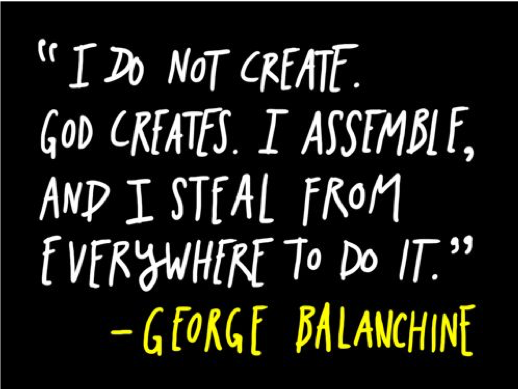 “I DO NOT CREATE.
GOD CREATES. I ASSEMBLE,
AND I STEAL FROM
EVERYWHERE TO DO IT.”
– GEORGE BALANCHINE